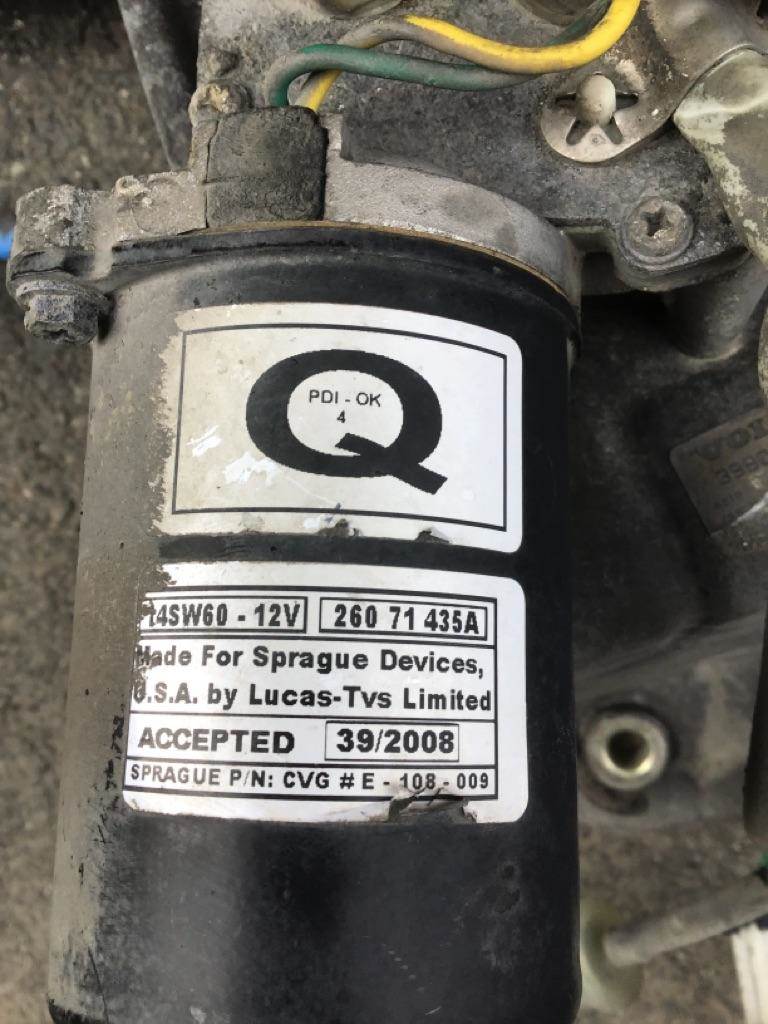 Q
PDI - OK
4
14SW60 - 12V 260 71 435A
Made For Sprague Devices,
U.S.A. by Lucas-Tvs Limited
ACCEPTED 39/2008
SPRAGUE P/N: CVG # E - 108 - 009